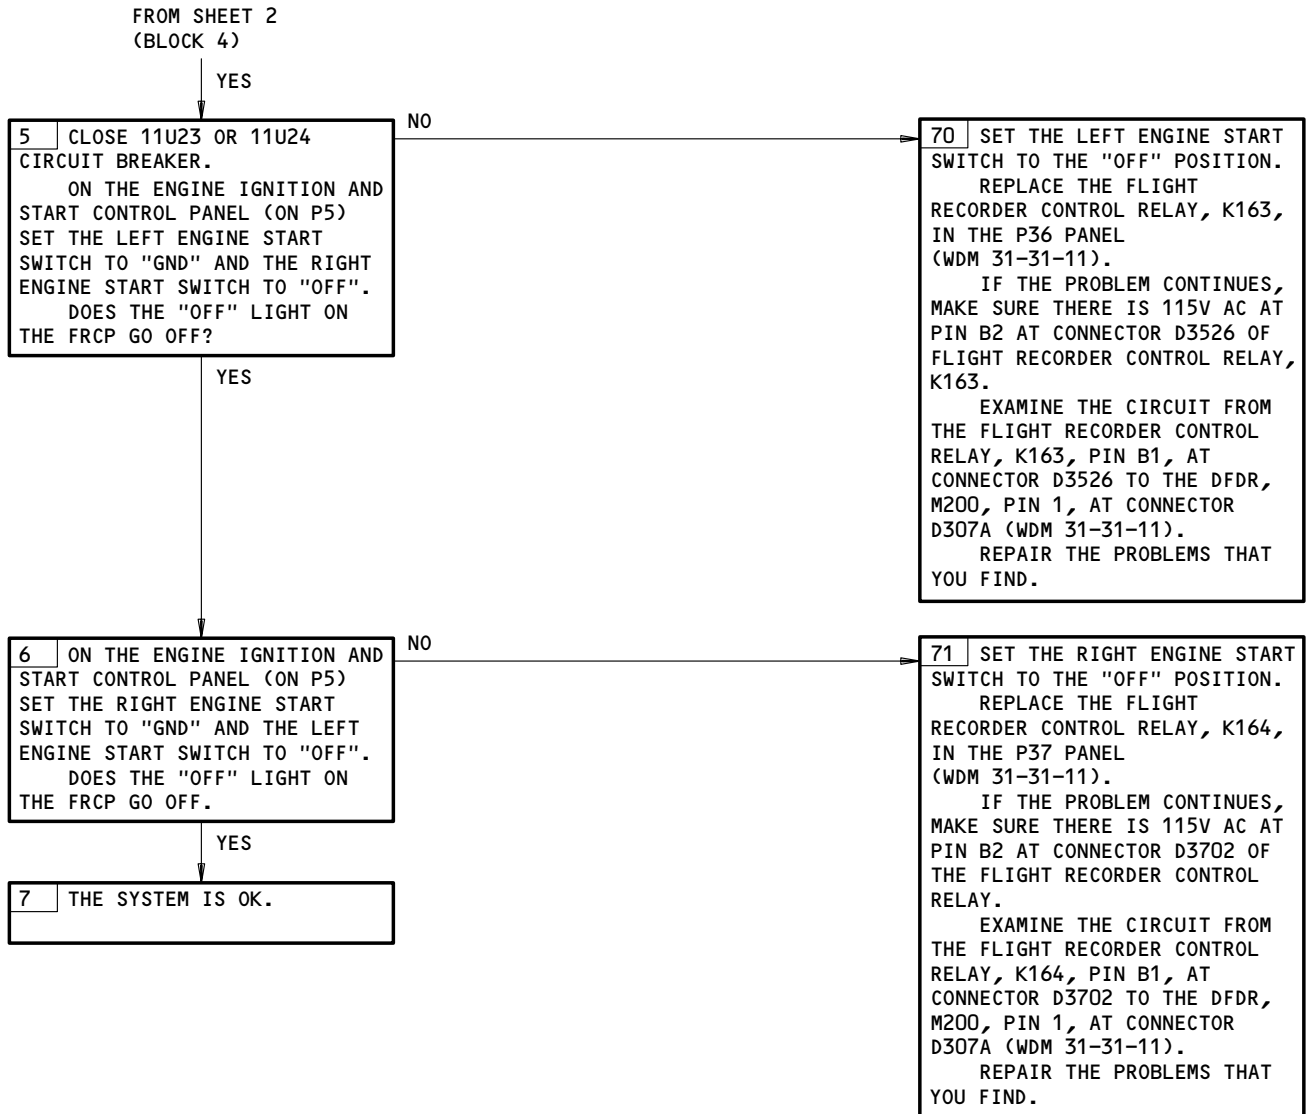 FROM SHEET 2
(BLOCK 4)
YES
5 CLOSE 11U23 OR 11U24
CIRCUIT BREAKER.
ON THE ENGINE IGNITION AND
START CONTROL PANEL (ON P5)
SET THE LEFT ENGINE START
SWITCH TO "GND" AND THE RIGHT
ENGINE START SWITCH TO "OFF".
DOES THE "OFF" LIGHT ON
THE FRCP GO OFF?
NO
70 SET THE LEFT ENGINE START
SWITCH TO THE "OFF" POSITION.
REPLACE THE FLIGHT
RECORDER CONTROL RELAY, K163,
IN THE P36 PANEL
(WDM 31-31-11).
IF THE PROBLEM CONTINUES,
MAKE SURE THERE IS 115V AC AT
PIN B2 AT CONNECTOR D3526 OF
FLIGHT RECORDER CONTROL RELAY,
K163.
EXAMINE THE CIRCUIT FROM
THE FLIGHT RECORDER CONTROL
RELAY, K163, PIN B1, AT
CONNECTOR D3526 TO THE DFDR,
M200, PIN 1, AT CONNECTOR
D307A (WDM 31-31-11).
REPAIR THE PROBLEMS THAT
YOU FIND.
YES
6 ON THE ENGINE IGNITION AND
START CONTROL PANEL (ON P5)
SET THE RIGHT ENGINE START
SWITCH TO "GND" AND THE LEFT
ENGINE START SWITCH TO "OFF".
DOES THE "OFF" LIGHT ON
THE FRCP GO OFF.
NO
71 SET THE RIGHT ENGINE START
SWITCH TO THE "OFF" POSITION.
REPLACE THE FLIGHT
RECORDER CONTROL RELAY, K164,
IN THE P37 PANEL
(WDM 31-31-11).
IF THE PROBLEM CONTINUES,
MAKE SURE THERE IS 115V AC AT
PIN B2 AT CONNECTOR D3702 OF
THE FLIGHT RECORDER CONTROL
RELAY.
EXAMINE THE CIRCUIT FROM
THE FLIGHT RECORDER CONTROL
RELAY, K164, PIN B1, AT
CONNECTOR D3702 TO THE DFDR,
M200, PIN 1, AT CONNECTOR
D307A (WDM 31-31-11).
REPAIR THE PROBLEMS THAT
YOU FIND.
YES
7 THE SYSTEM IS OK.